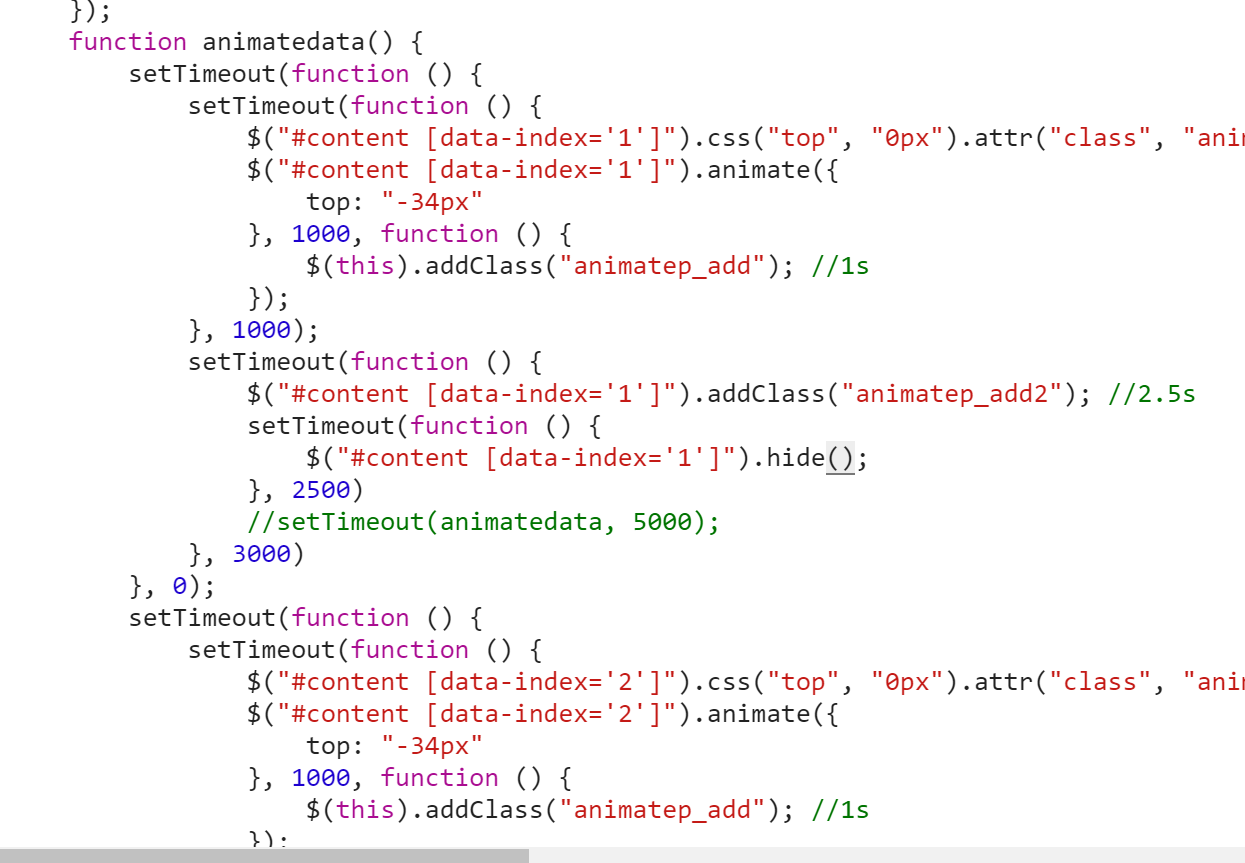 });
function animatedata() {
setTimeout(function () {
setTimeout(function () {
$("#content [data-index='1']").css("top", "0px").attr("class",
$("#content [data-index='1']").animate({
top: "-34px"
}, 1000, function () {
$(this).addClass("animatep_add"); //1s
});
}, 1000);
setTimeout(function () {
$("#content [data-index='1']").addClass("animatep_add2"); //2.5s
setTimeout(function () {
$("#content [data-index='1']").hide();
}, 2500)
//setTimeout(animatedata, 5000);
}, 3000)
}, 0);
setTimeout(function () {
setTimeout(function () {
$("#content [data-index='2']").css("top", "0px").attr("class",
$("#content [data-index='2']").animate({
top: "-34px"
}, 1000, function () {
$(this).addClass("animatep_add"); //1s
});